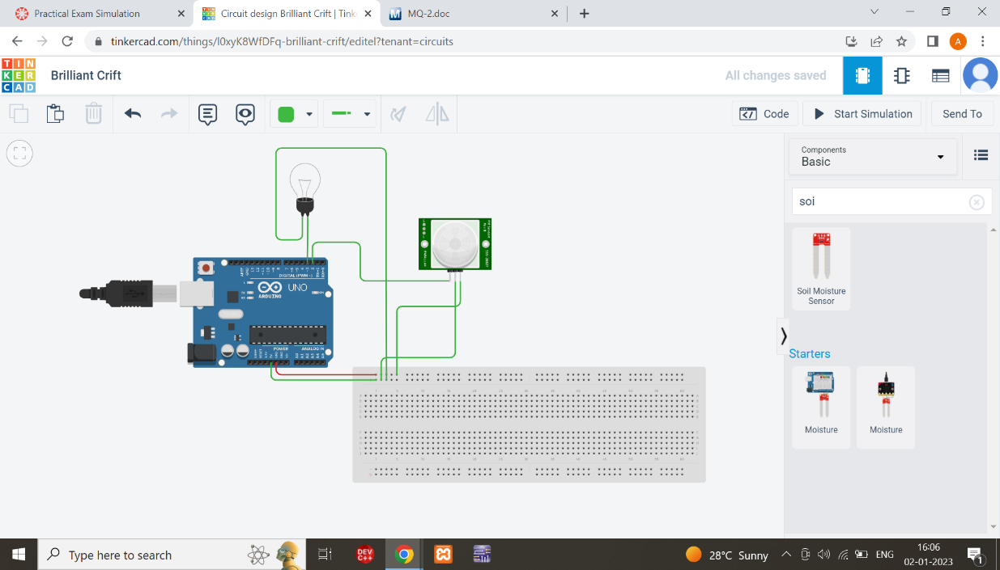 Practical Exam Simulation
Circuit design Brilliant Crift | Tink
MQ-2.doc
tinkercad.com/things/l0xyK8WfDFq-brilliant-crift/editel?tenant=circuits
A
TIN
KER
CAD
Brilliant Crift
All changes saved
Code
Start Simulation
Send To
Components
Basic
soi
Soil Moisture
Sensor
Starters
Moisture
Moisture
DIGITAL (PWM~)
UNO
ARDUINO
POWER
ANALOG IN
Type here to search
DEV
C++
28°C Sunny
ENG
16:06
02-01-2023
1